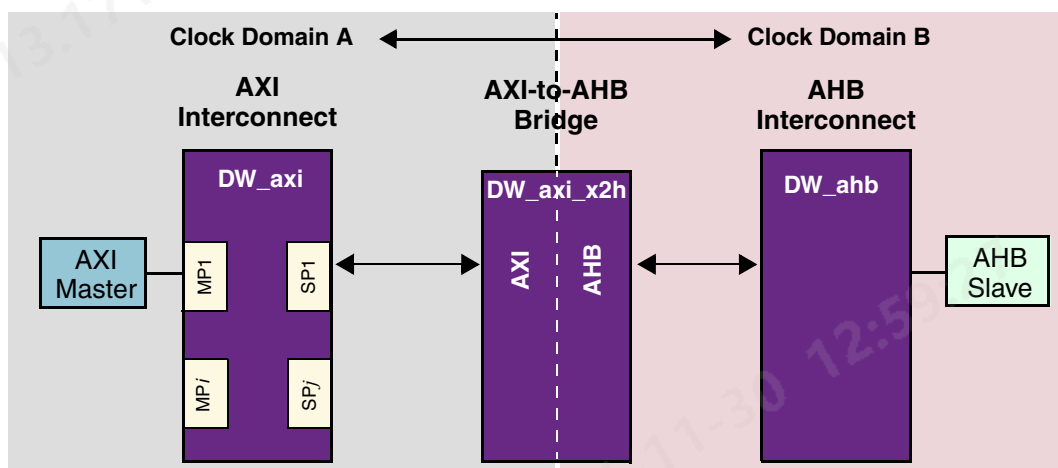 Clock Domain A
Clock Domain B
AXI
Interconnect
AXI-to-AHB
Bridge
AHB
Interconnect
DW_axi
DW_axi_x2h
DW_ahb
AXI
Master
MP1
SP1
AXI
AHB
AHB
Slave
MPi
SPj